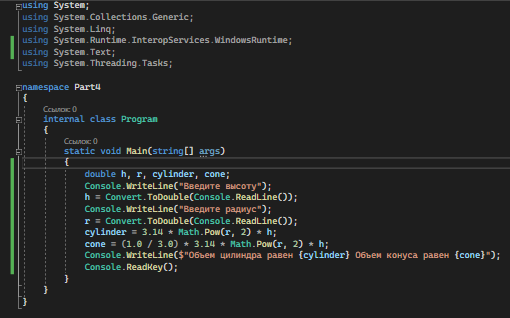 using System;
using System.Collections.Generic;
using System.Linq;
using System.Runtime.InteropServices.WindowsRuntime;
using System.Text;
using System.Threading.Tasks;
namespace Part4
{
Ссылок: 0
internal class Program
{
Ссылок: 0
static void Main(string[] args)
{
double h, r, cylinder, cone;
Console.WriteLine("Введите высоту");
h = Convert.ToDouble(Console.ReadLine());
Console.WriteLine("Введите радиус");
r = Convert.ToDouble(Console.ReadLine());
cylinder = 3.14 * Math.Pow(r, 2) * h;
cone = (1.0 / 3.0) * 3.14 * Math.Pow(r, 2) * h;
Console.WriteLine($"Объем цилиндра равен {cylinder} Объем конуса равен {cone}");
Console.ReadKey();
}
}
}